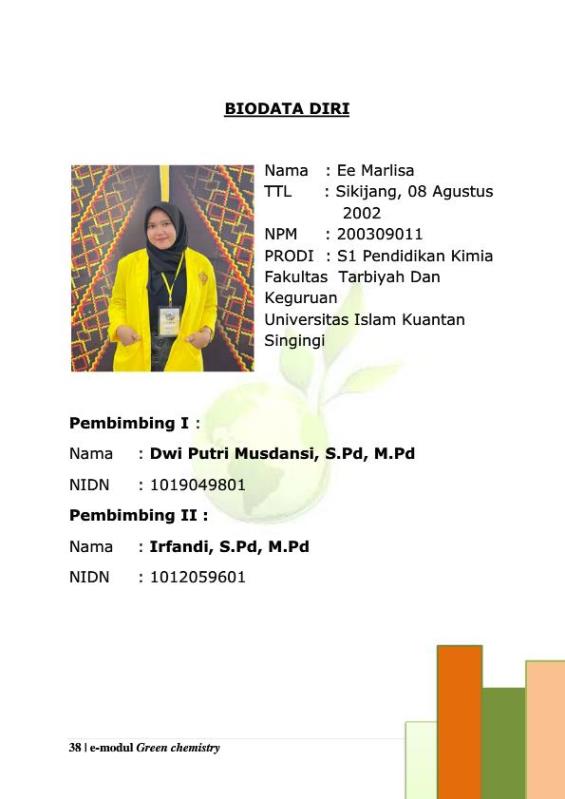 BIODATA DIRI
Nama : Ee Marlisa
TTL : Sikijang, 08 Agustus
2002
NPM : 200309011
PRODI : S1 Pendidikan Kimia
Fakultas Tarbiyah Dan
Keguruan
Universitas Islam Kuantan
Singingi
Pembimbing I :
Nama : Dwi Putri Musdansi, S.Pd, M.Pd
NIDN : 1019049801
Pembimbing II :
Nama : Irfandi, S.Pd, M.Pd
NIDN : 1012059601
38 | e-modul Green chemistry